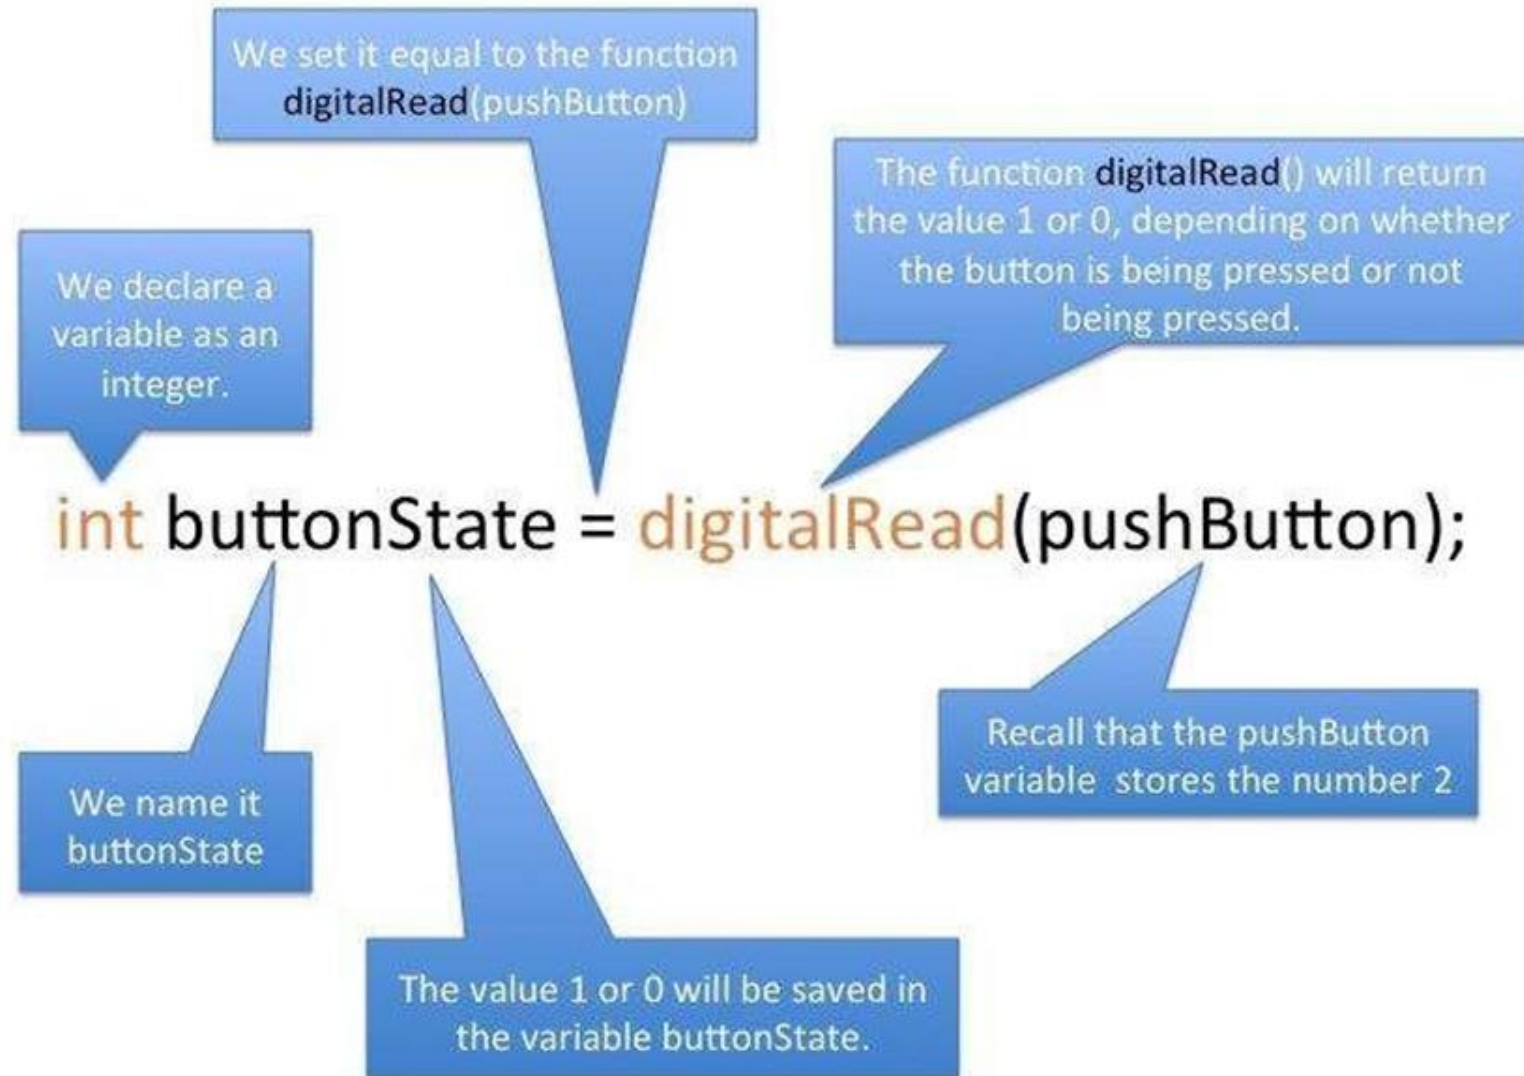 We set it equal to the function
digitalRead(pushButton)
The function digitalRead() will return
the value 1 or 0, depending on whether
the button is being pressed or not
being pressed.
We declare a
variable as an
integer.
int buttonState = digitalRead(pushButton);
We name it
buttonState
Recall that the pushButton
variable stores the number 2
The value 1 or 0 will be saved in
the variable buttonState.